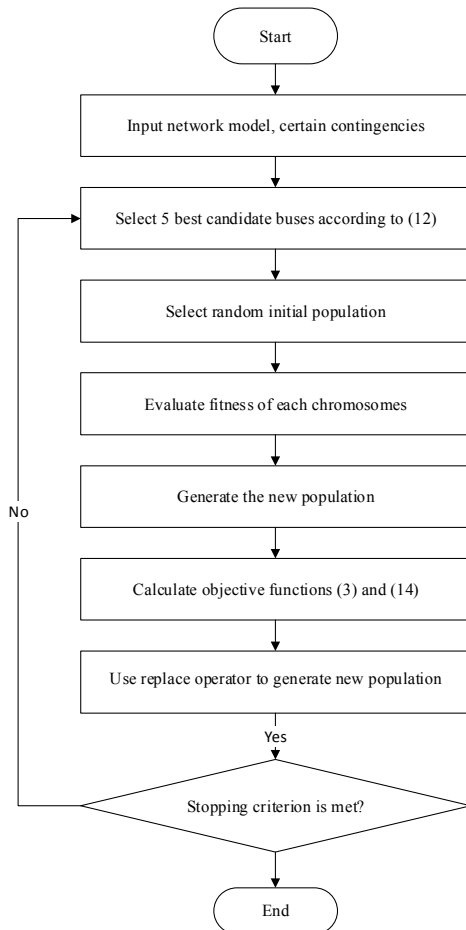 Start
Input network model, certain contingencies
Select 5 best candidate buses according to (12)
Select random initial population
Evaluate fitness of each chromosomes
Generate the new population
No
Calculate objective functions (3) and (14)
Use replace operator to generate new population
Yes
Stopping criterion is met?
End